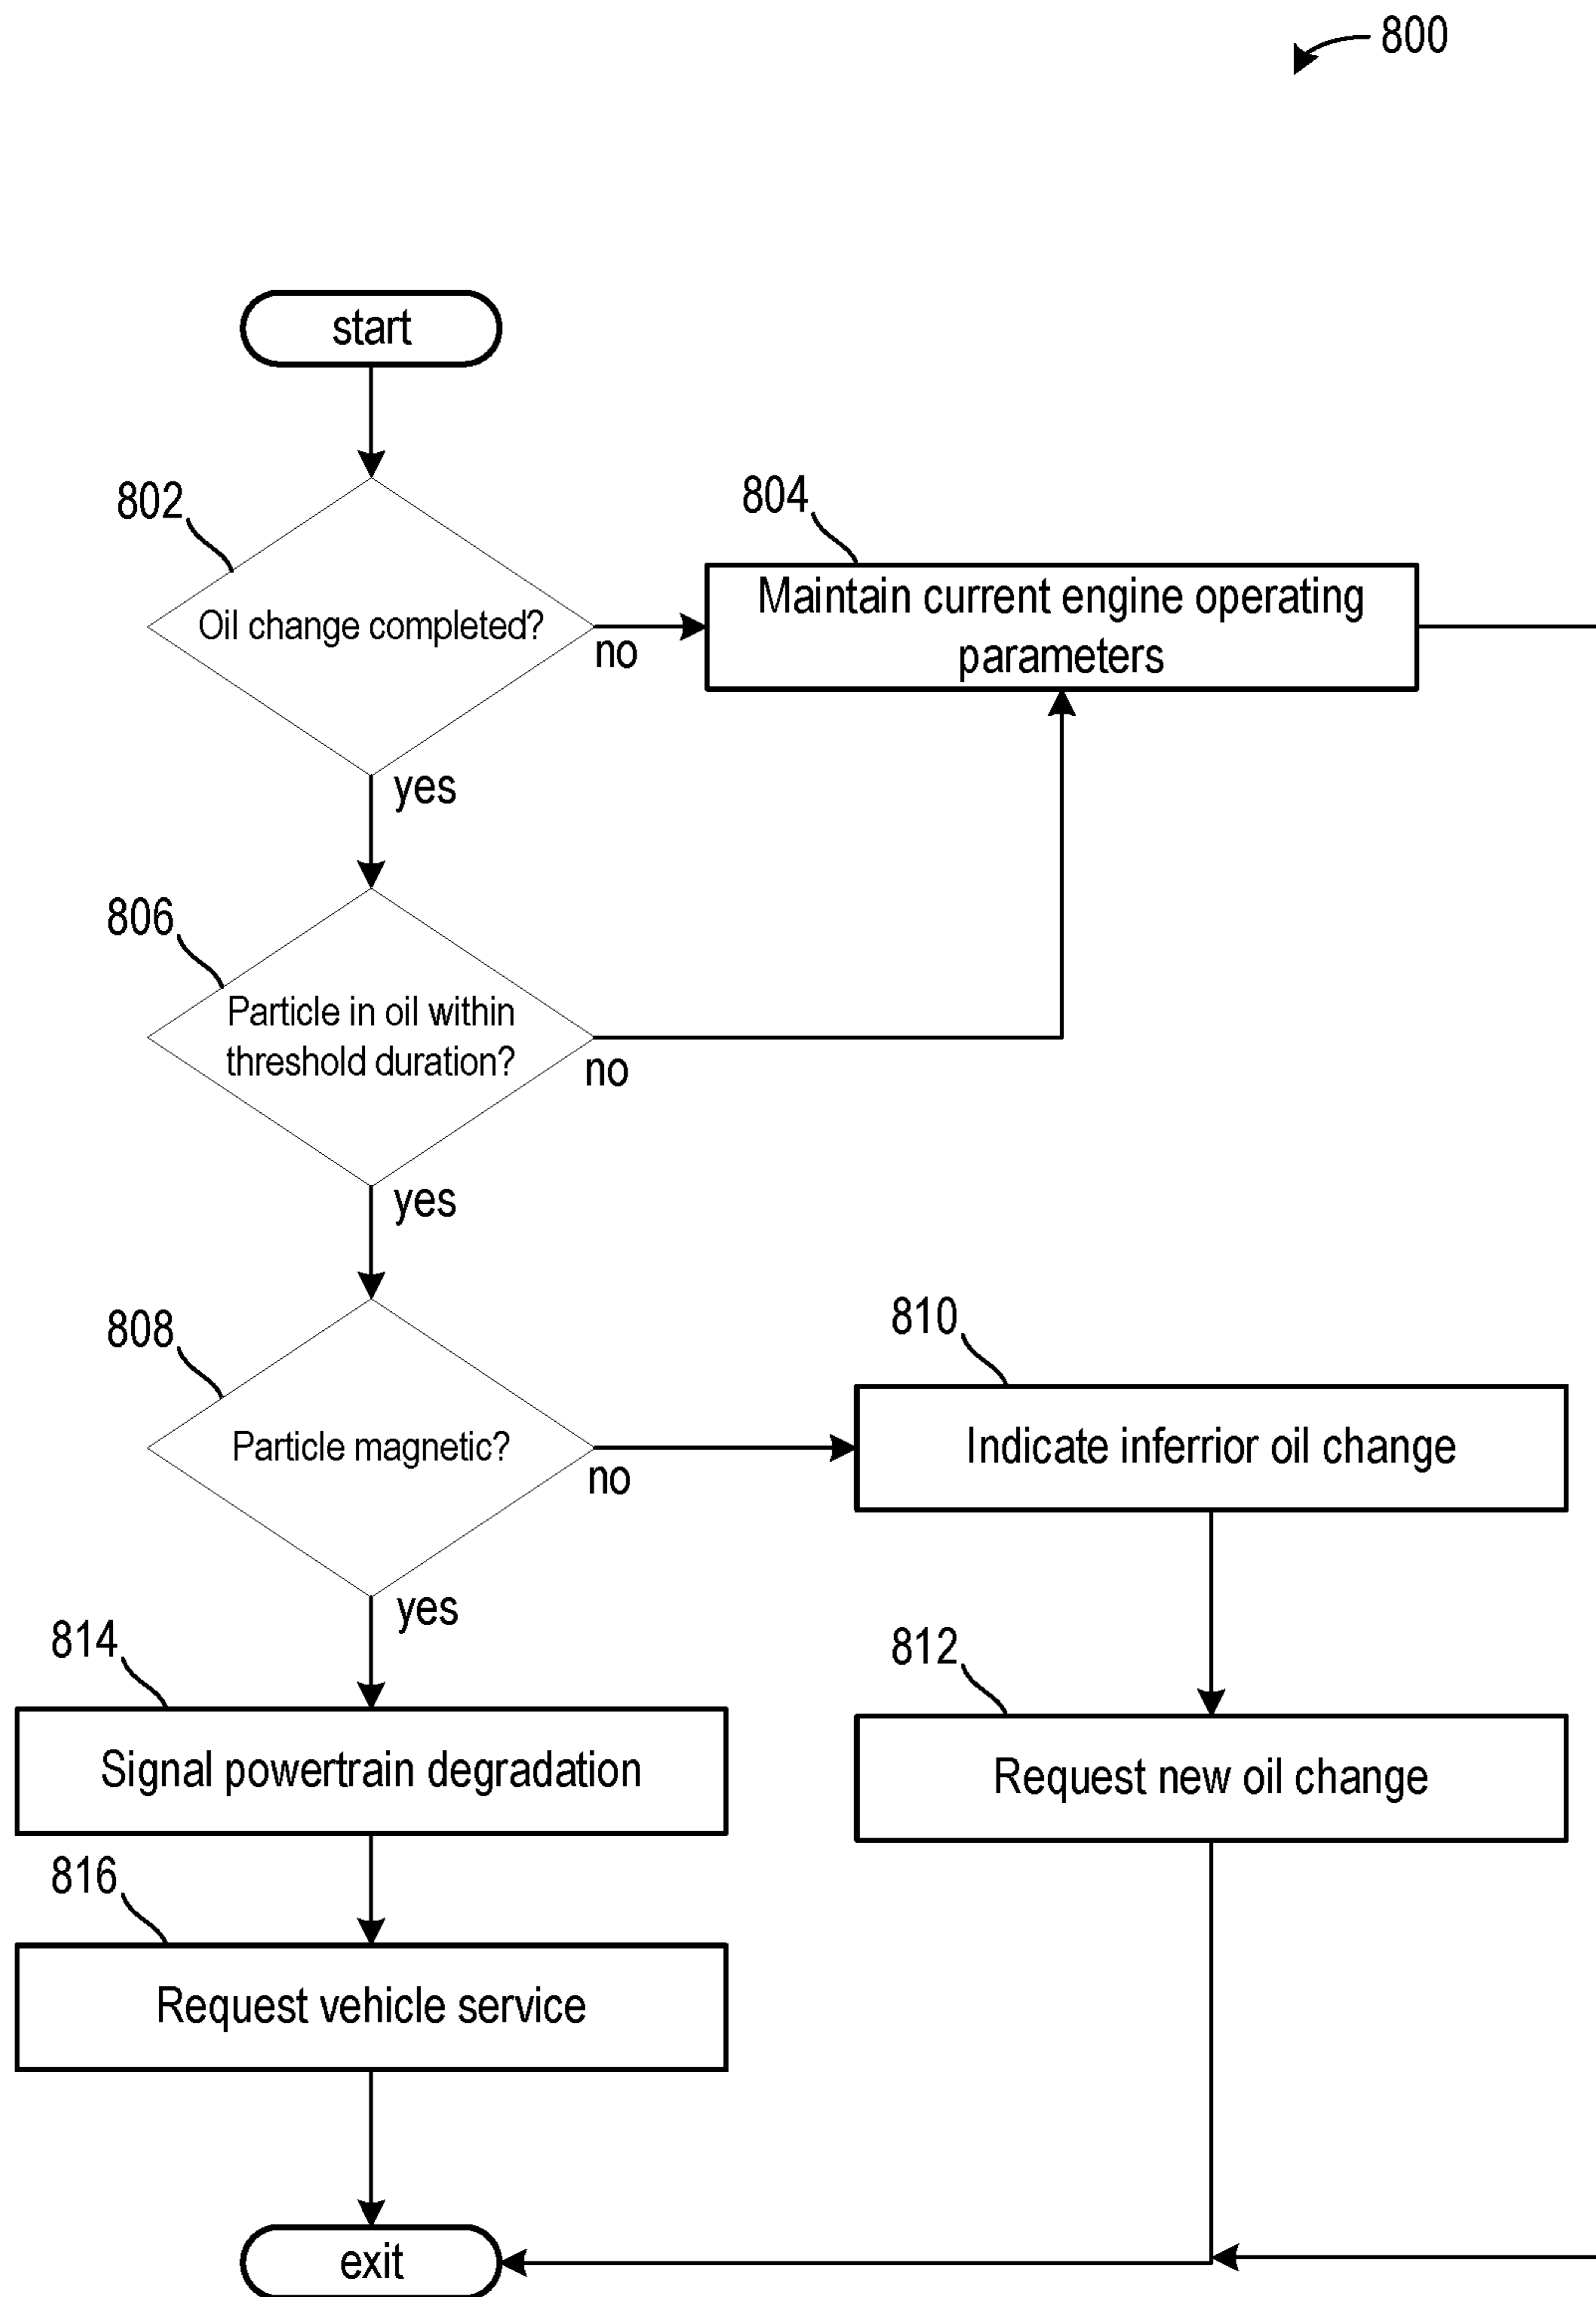 800
start
802
Oil change completed?
no
804
Maintain current engine operating
parameters
yes
806
Particle in oil within
threshold duration?
no
yes
808
Particle magnetic?
no
810
Indicate inferrior oil change
yes
814
Signal powertrain degradation
812
Request new oil change
816
Request vehicle service
exit